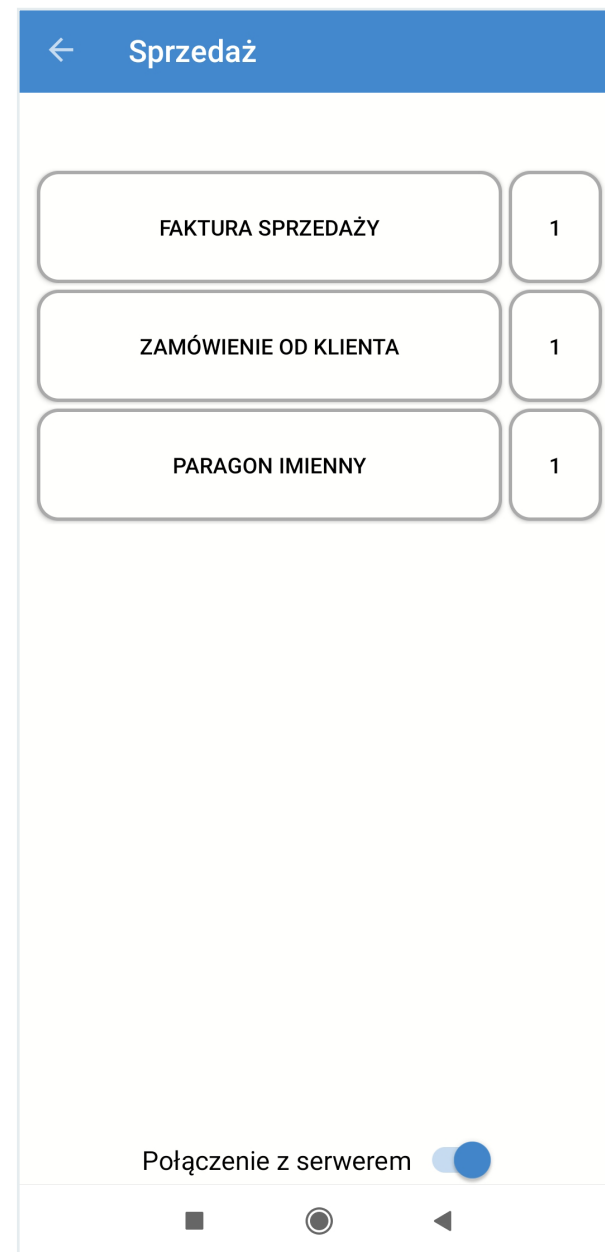 Sprzedaż
FAKTURA SPRZEDAŻY 1
ZAMÓWIENIE OD KLIENTA 1
PARAGON IMIENNY 1
Połączenie z serwerem